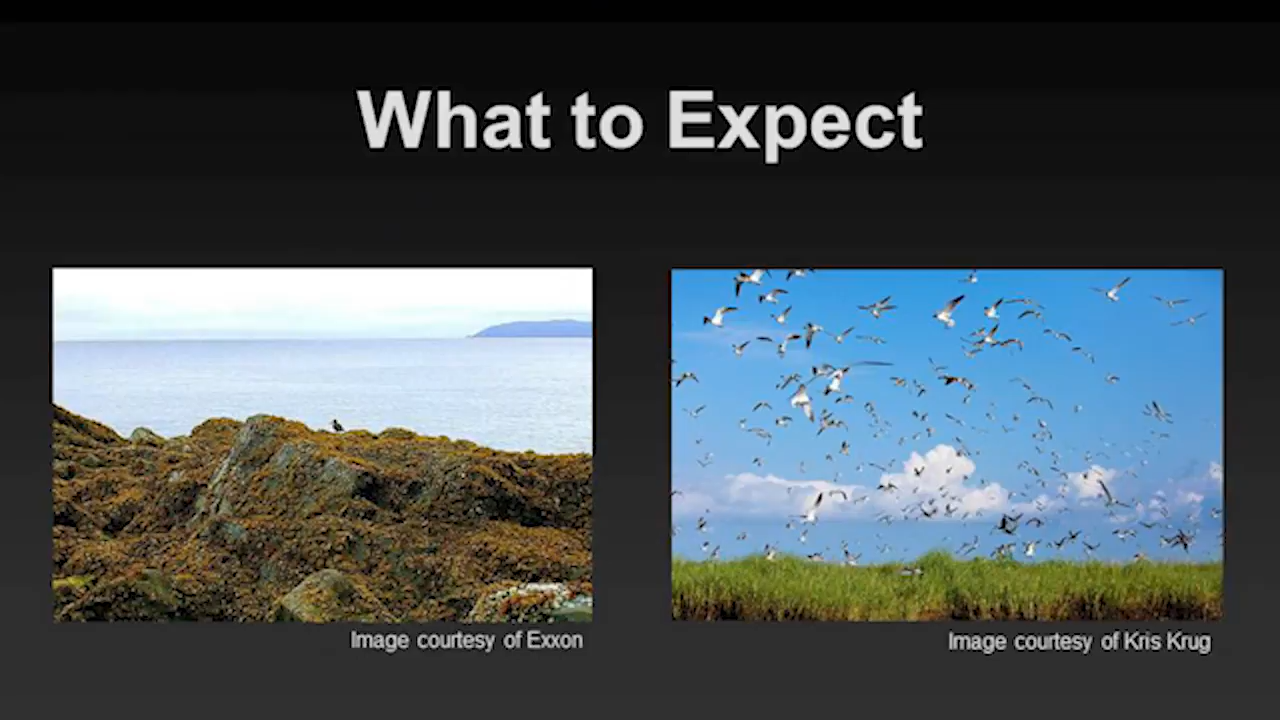 What to Expect
Image courtesy of Exxon
Image courtesy of Kris Krug